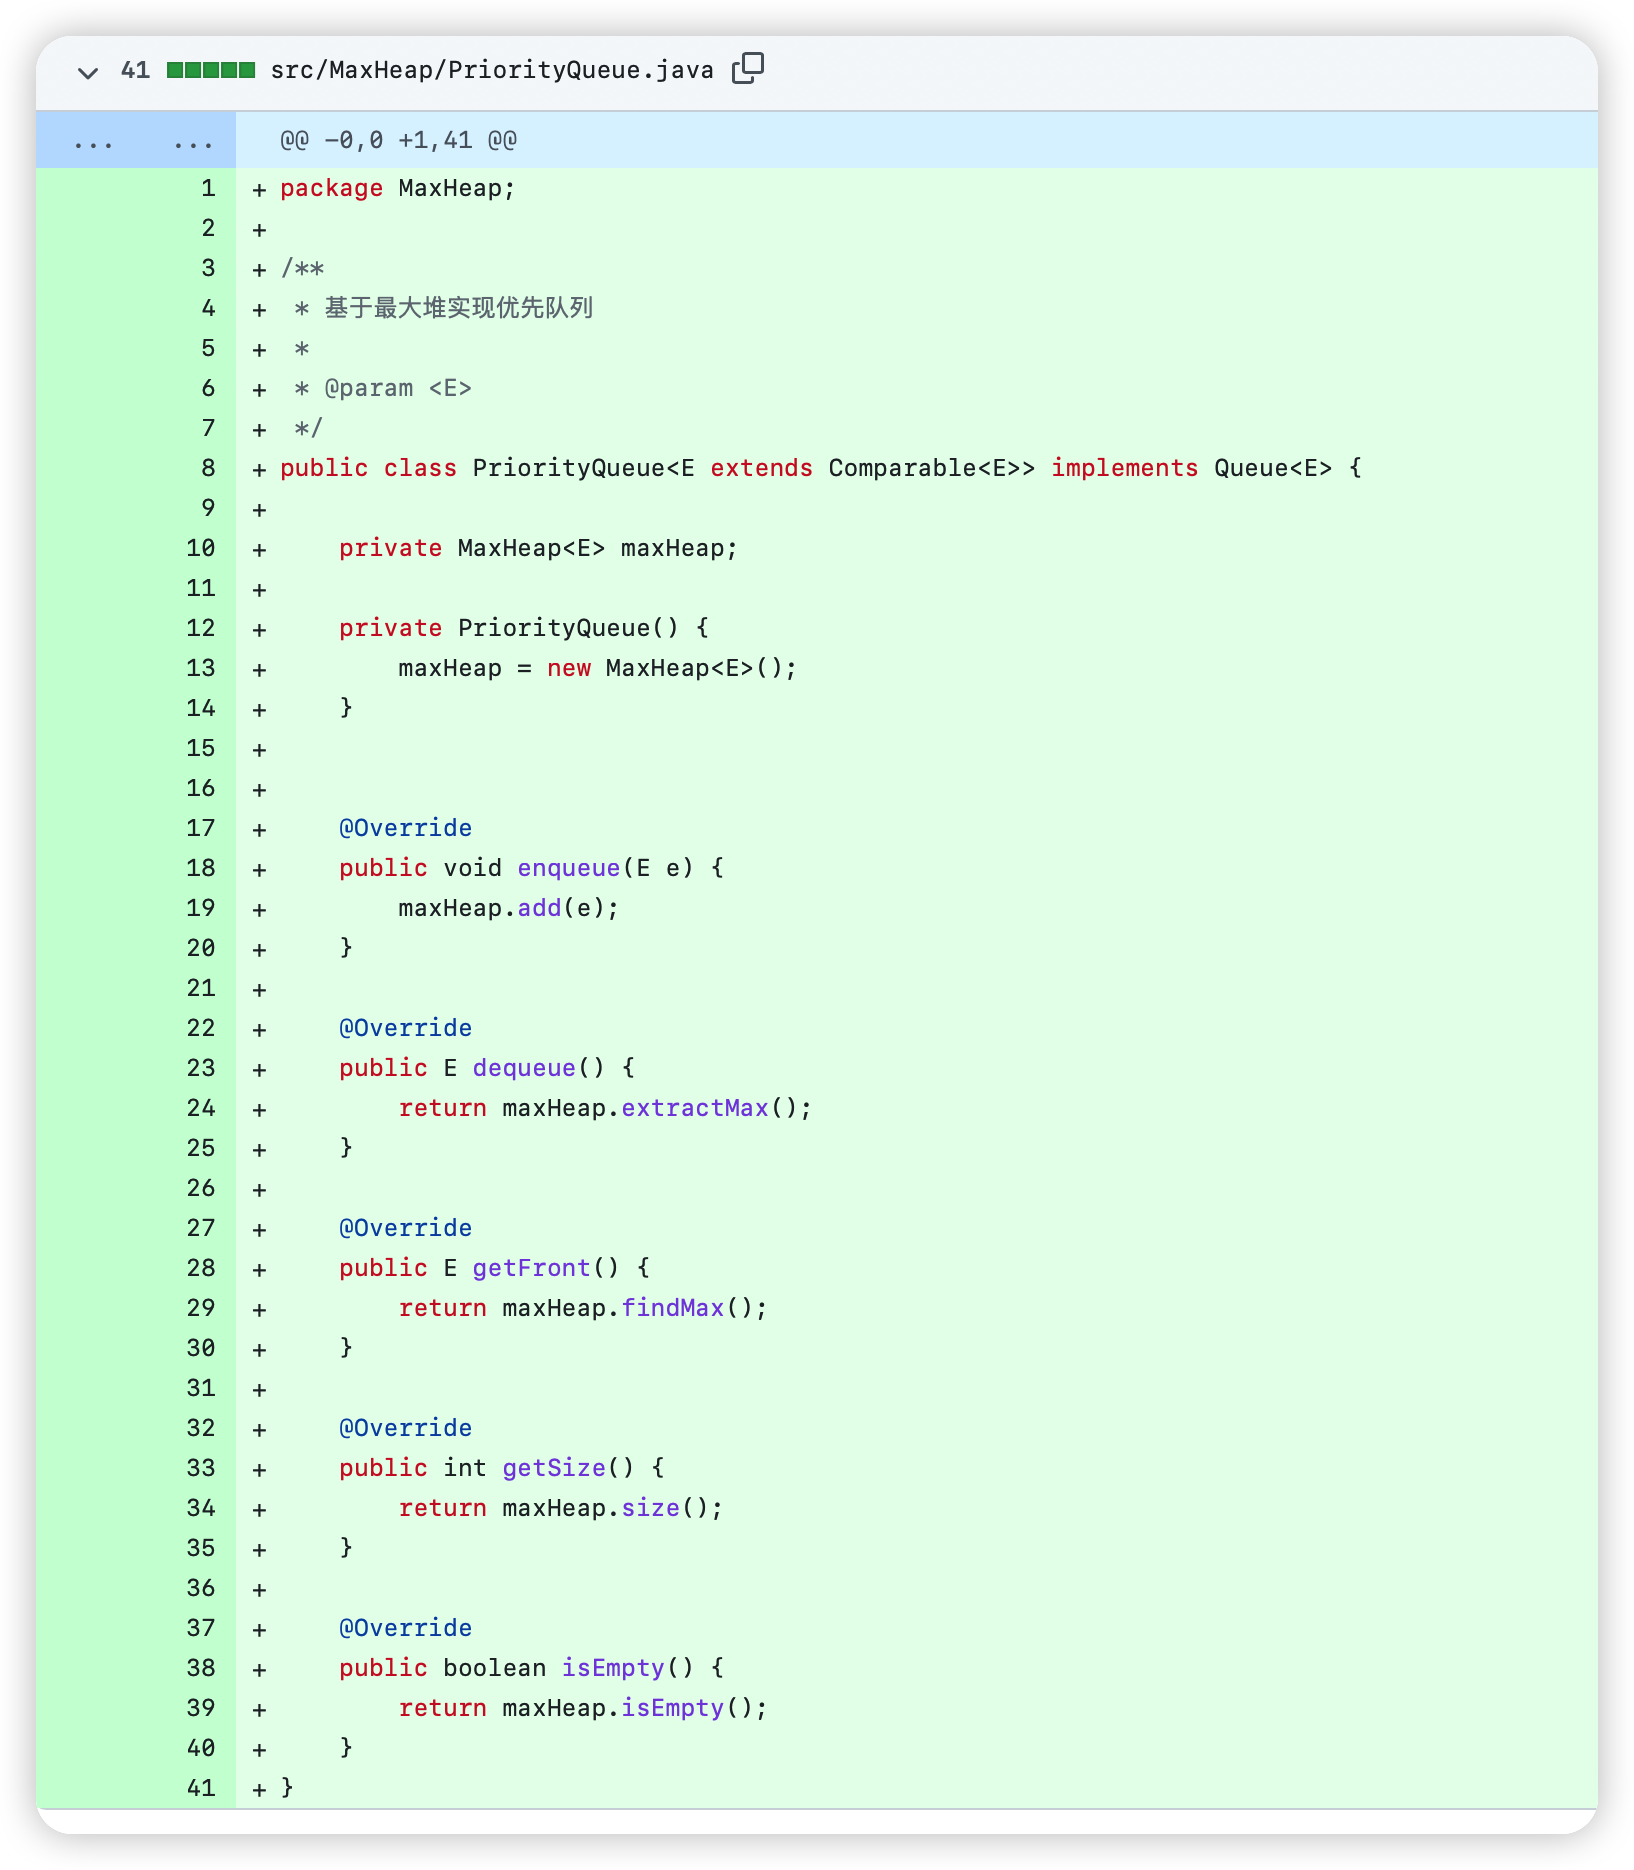 41 src/MaxHeap/PriorityQueue.java
... ... @@ -0,0 +1,41 @@
1 + package MaxHeap;
2 +
3 + /**
4 + * 基于最大堆实现优先队列
5 + *
6 + * @param <E>
7 + */
8 + public class PriorityQueue<E extends Comparable<E>> implements Queue<E> {
9 +
10 + private MaxHeap<E> maxHeap;
11 +
12 + private PriorityQueue() {
13 + maxHeap = new MaxHeap<E>();
14 + }
15 +
16 +
17 + @Override
18 + public void enqueue(E e) {
19 + maxHeap.add(e);
20 + }
21 +
22 + @Override
23 + public E dequeue() {
24 + return maxHeap.extractMax();
25 + }
26 +
27 + @Override
28 + public E getFront() {
29 + return maxHeap.findMax();
30 + }
31 +
32 + @Override
33 + public int getSize() {
34 + return maxHeap.size();
35 + }
36 +
37 + @Override
38 + public boolean isEmpty() {
39 + return maxHeap.isEmpty();
40 + }
41 + }